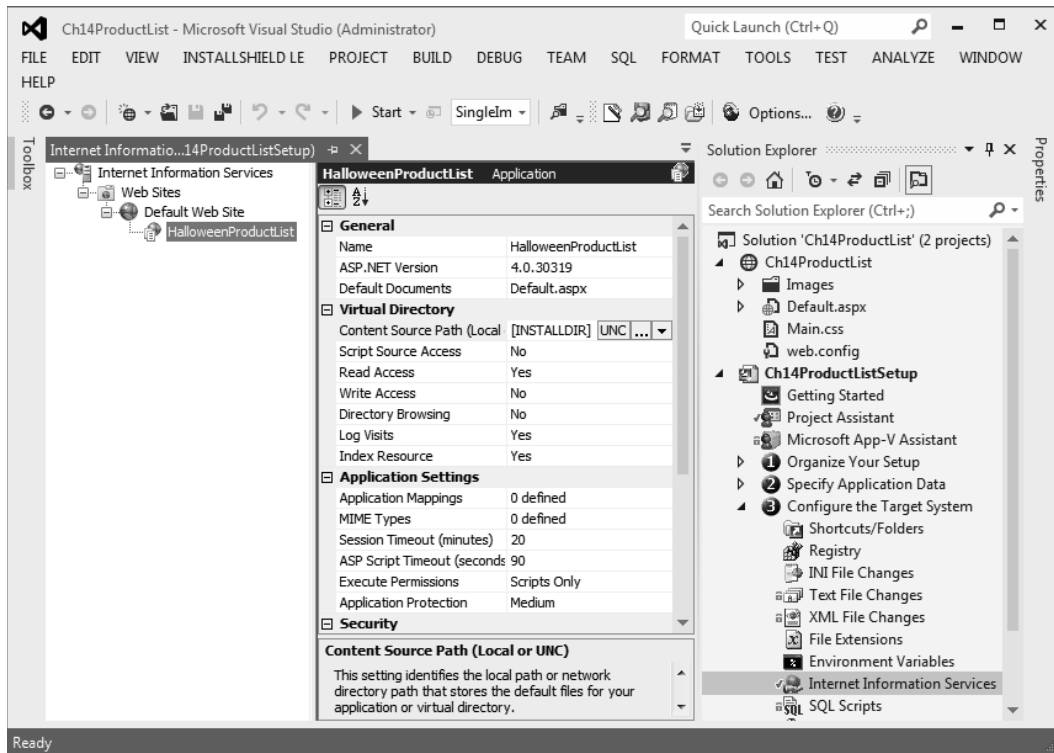 Ch14ProductList - Microsoft Visual Studio (Administrator)
Quick Launch (Ctrl+Q)
FILE EDIT VIEW INSTALLSHIELD LE PROJECT BUILD DEBUG TEAM SQL FORMAT TOOLS TEST ANALYZE WINDOW
HELP
Start SingleIm Options...
Toolbox
Internet Informatio...14ProductListSetup)
Internet Information Services
Web Sites
Default Web Site
HalloweenProductList
HalloweenProductList Application
General
Name HalloweenProductList
ASP.NET Version 4.0.30319
Default Documents Default.aspx
Virtual Directory
Content Source Path (Local [INSTALLDIR] UNC ...
Script Source Access No
Read Access Yes
Write Access No
Directory Browsing No
Log Visits Yes
Index Resource Yes
Application Settings
Application Mappings 0 defined
MIME Types 0 defined
Session Timeout (minutes) 20
ASP Script Timeout (seconds 90
Execute Permissions Scripts Only
Application Protection Medium
Security
Content Source Path (Local or UNC)
This setting identifies the local path or network
directory path that stores the default files for your
application or virtual directory.
Solution Explorer
Search Solution Explorer (Ctrl+;)
Solution 'Ch14ProductList' (2 projects)
Ch14ProductList
Images
Default.aspx
Main.css
web.config
Ch14ProductListSetup
Getting Started
Project Assistant
Microsoft App-V Assistant
1 Organize Your Setup
2 Specify Application Data
3 Configure the Target System
Shortcuts/Folders
Registry
INI File Changes
Text File Changes
XML File Changes
File Extensions
Environment Variables
Internet Information Services
SQL Scripts
Properties
Ready